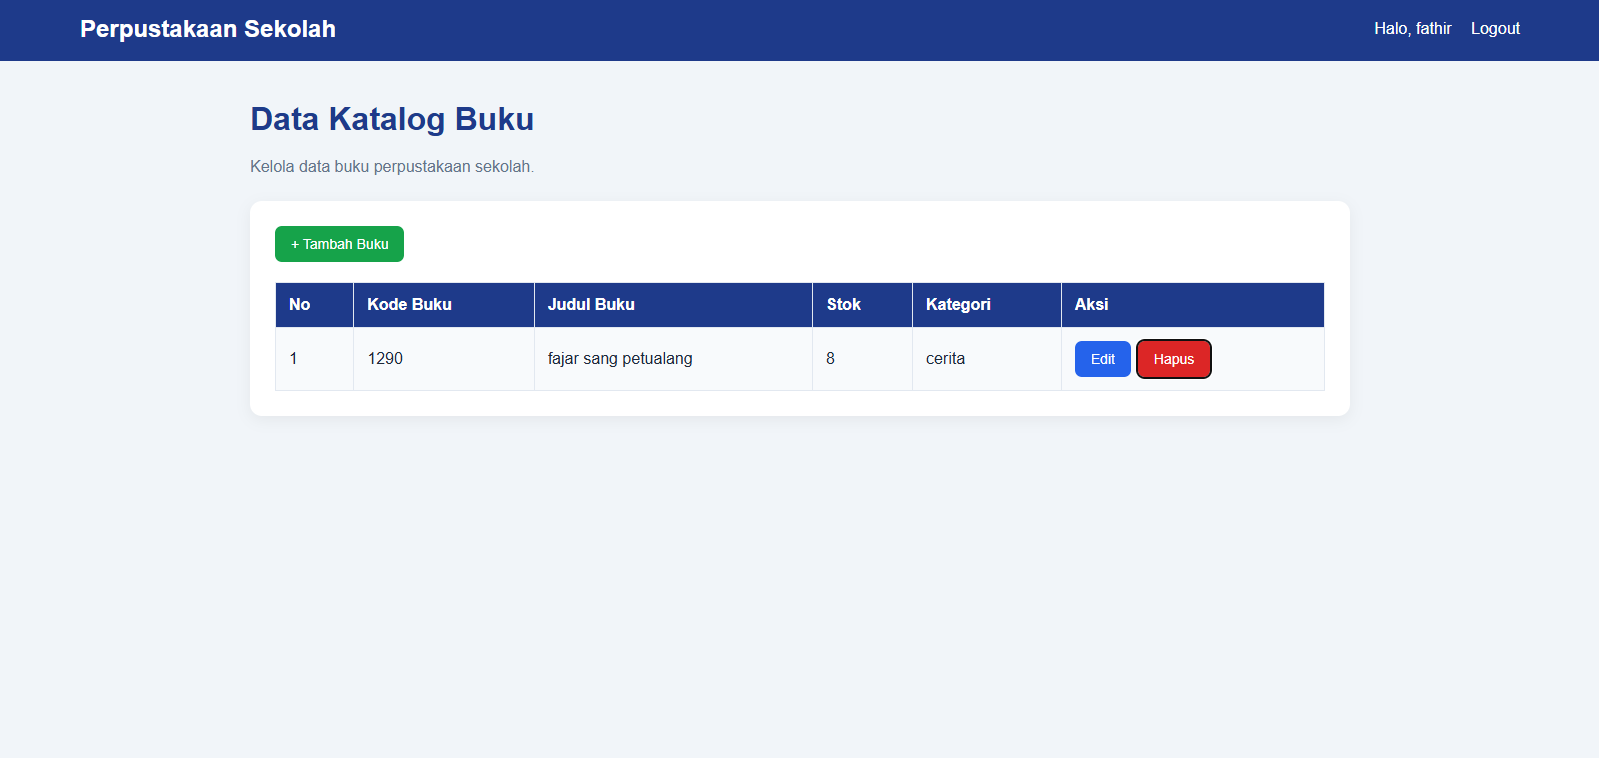 Perpustakaan Sekolah Halo, fathir Logout
Data Katalog Buku
Kelola data buku perpustakaan sekolah.
+ Tambah Buku
No Kode Buku Judul Buku Stok Kategori Aksi
1 1290 fajar sang petualang 8 cerita Edit Hapus